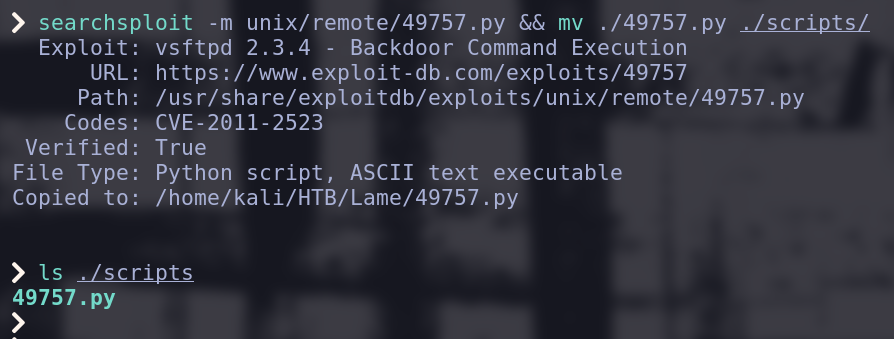 ❯ searchsploit -m unix/remote/49757.py && mv ./49757.py ./scripts/
Exploit: vsftpd 2.3.4 - Backdoor Command Execution
URL: https://www.exploit-db.com/exploits/49757
Path: /usr/share/exploitdb/exploits/unix/remote/49757.py
Codes: CVE-2011-2523
Verified: True
File Type: Python script, ASCII text executable
Copied to: /home/kali/HTB/Lame/49757.py
❯ ls ./scripts
49757.py
❯